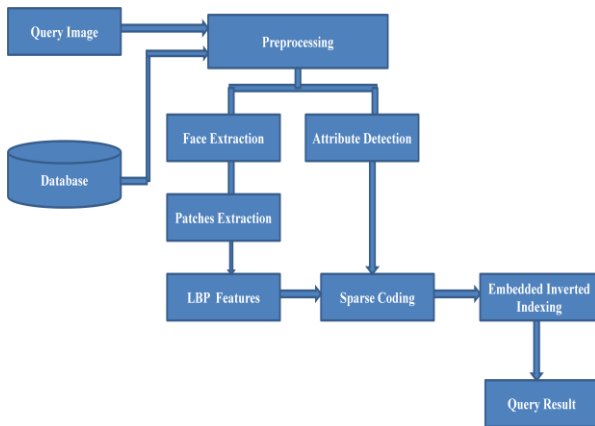 Query Image
Preprocessing
Face Extraction
Attribute Detection
Database
Patches Extraction
LBP Features
Sparse Coding
Embedded Inverted
Indexing
Query Result